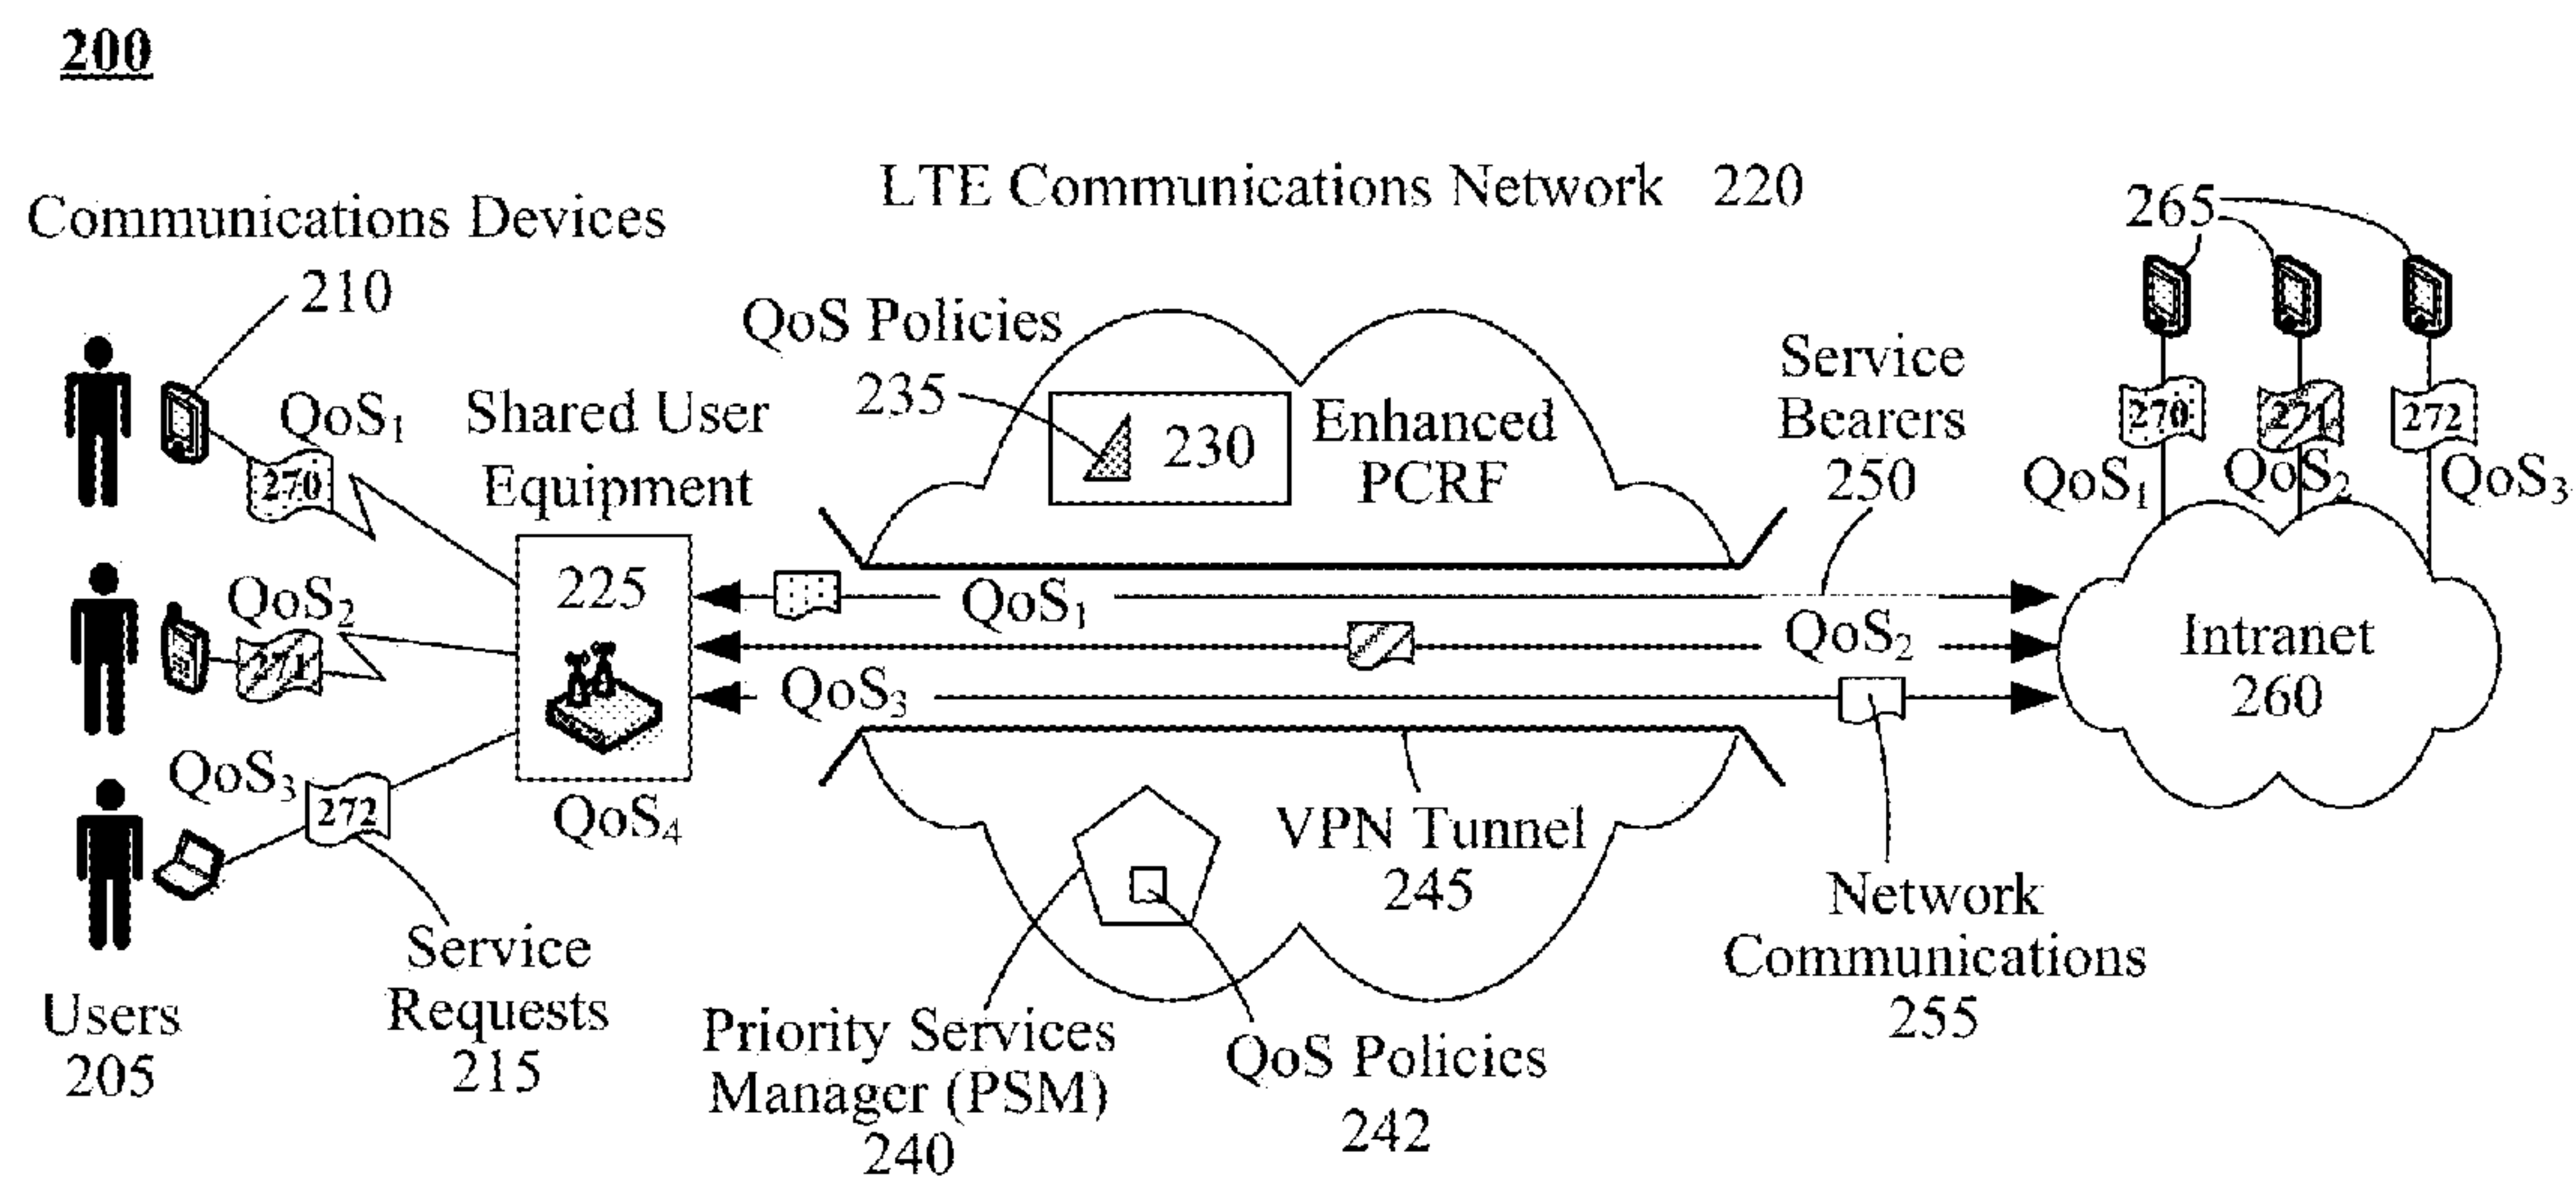 200
LTE Communications Network 220
Communications Devices
210
265
QoS Policies
235
230
Enhanced
PCRF
Service
Bearers
250
270
271
272
QoS1
QoS2
QoS3
QoS1
270
Shared User
Equipment
225
QoS4
QoS2
271
QoS3
272
QoS1
QoS2
QoS3
Intranet
260
VPN Tunnel
245
Network
Communications
255
Service
Requests
215
Users
205
Priority Services
Manager (PSM)
240
QoS Policies
242